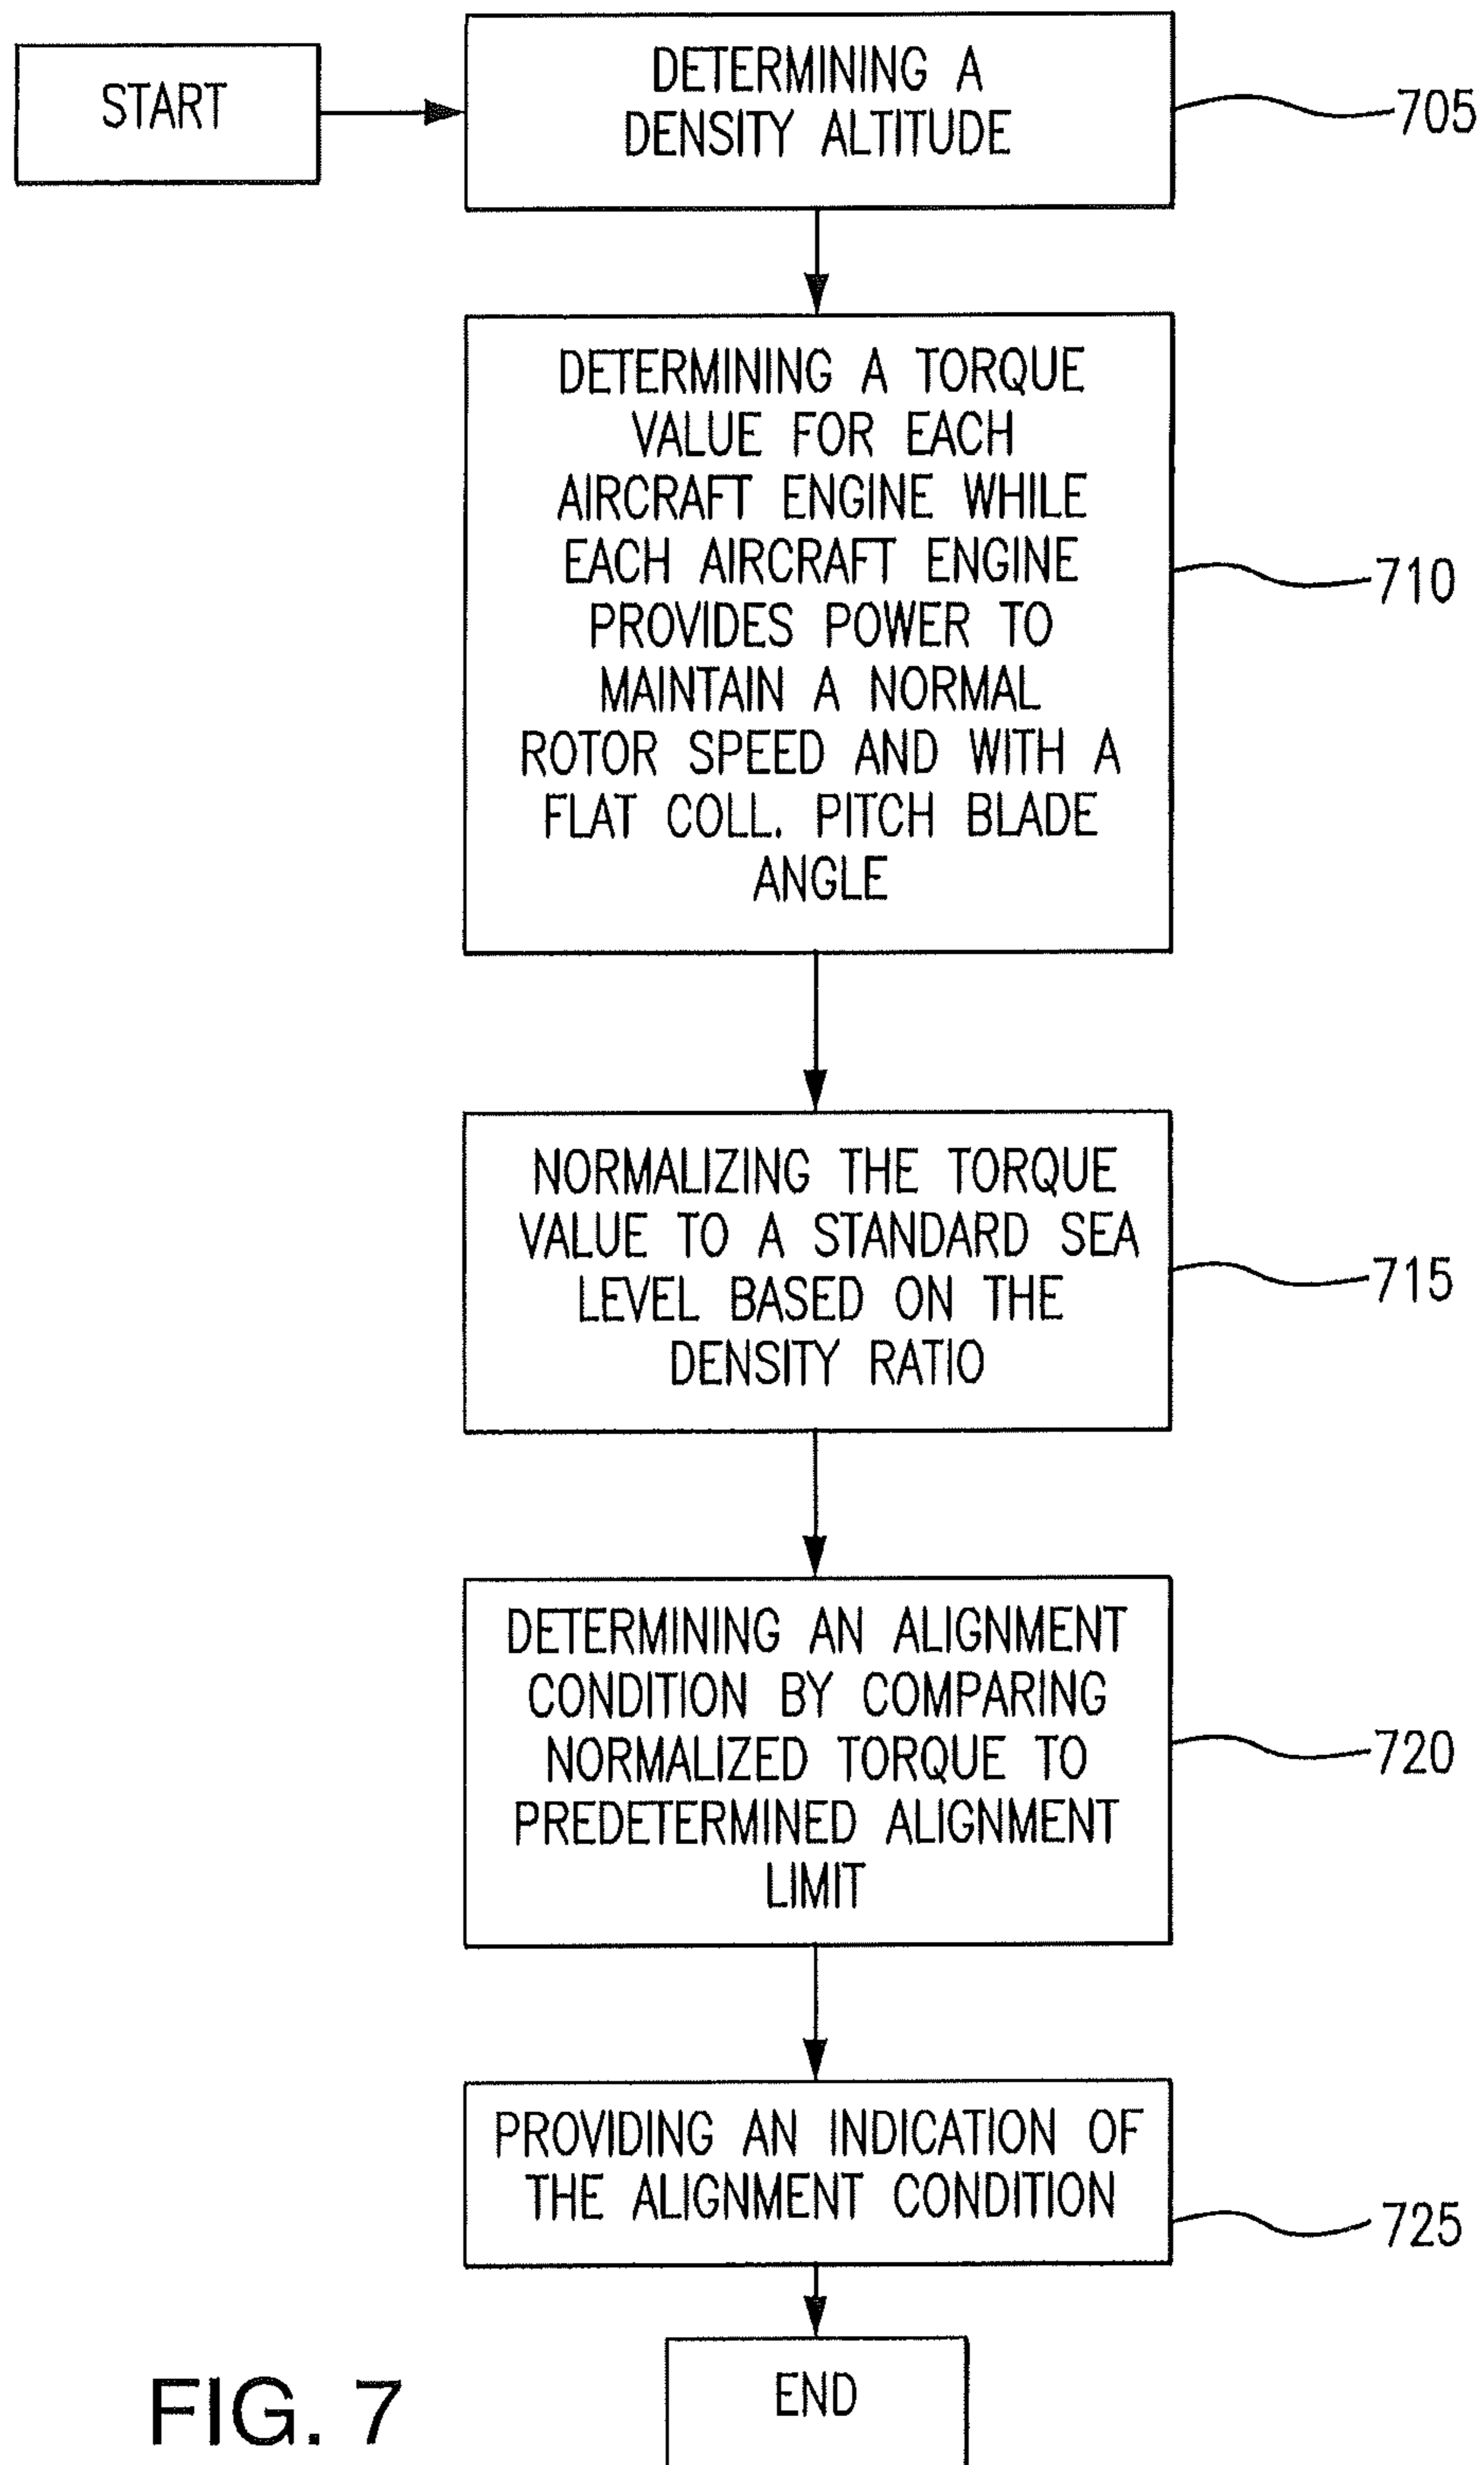 START
DETERMINING A
DENSITY ALTITUDE
705
DETERMINING A TORQUE
VALUE FOR EACH
AIRCRAFT ENGINE WHILE
EACH AIRCRAFT ENGINE
PROVIDES POWER TO
MAINTAIN A NORMAL
ROTOR SPEED AND WITH A
FLAT COLL. PITCH BLADE
ANGLE
710
NORMALIZING THE TORQUE
VALUE TO A STANDARD SEA
LEVEL BASED ON THE
DENSITY RATIO
715
DETERMINING AN ALIGNMENT
CONDITION BY COMPARING
NORMALIZED TORQUE TO
PREDETERMINED ALIGNMENT
LIMIT
720
PROVIDING AN INDICATION OF
THE ALIGNMENT CONDITION
725
END
FIG. 7